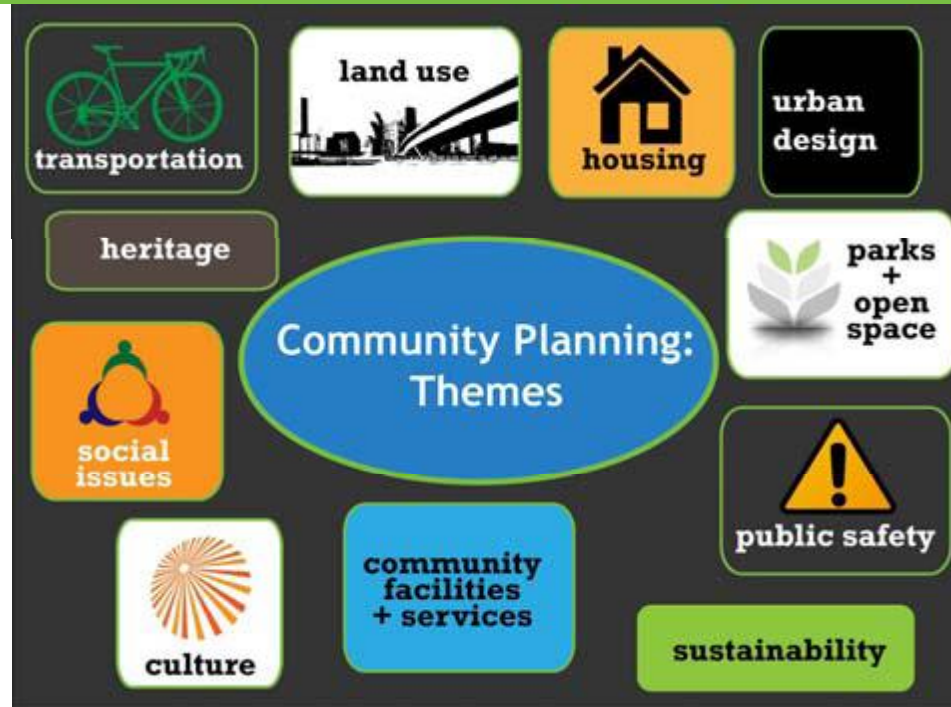 transportation
land use
housing
urban
design
heritage
Community Planning:
Themes
parks
+
open
space
social
issues
public safety
culture
community
facilities
+ services
sustainability